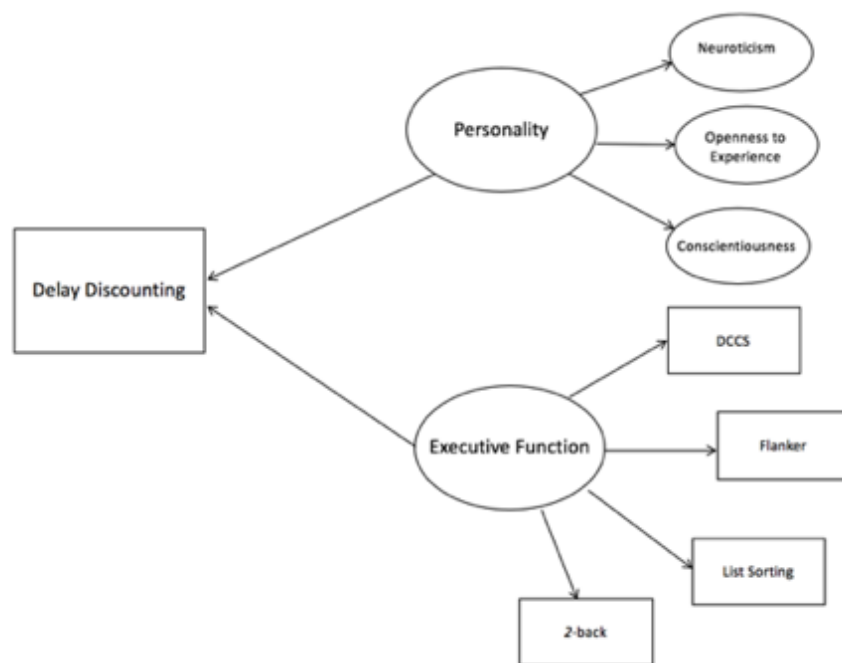 Neuroticism
Personality
Openness to
Experience
Conscientiousness
Delay Discounting
DCCS
Executive Function
Flanker
List Sorting
2-back